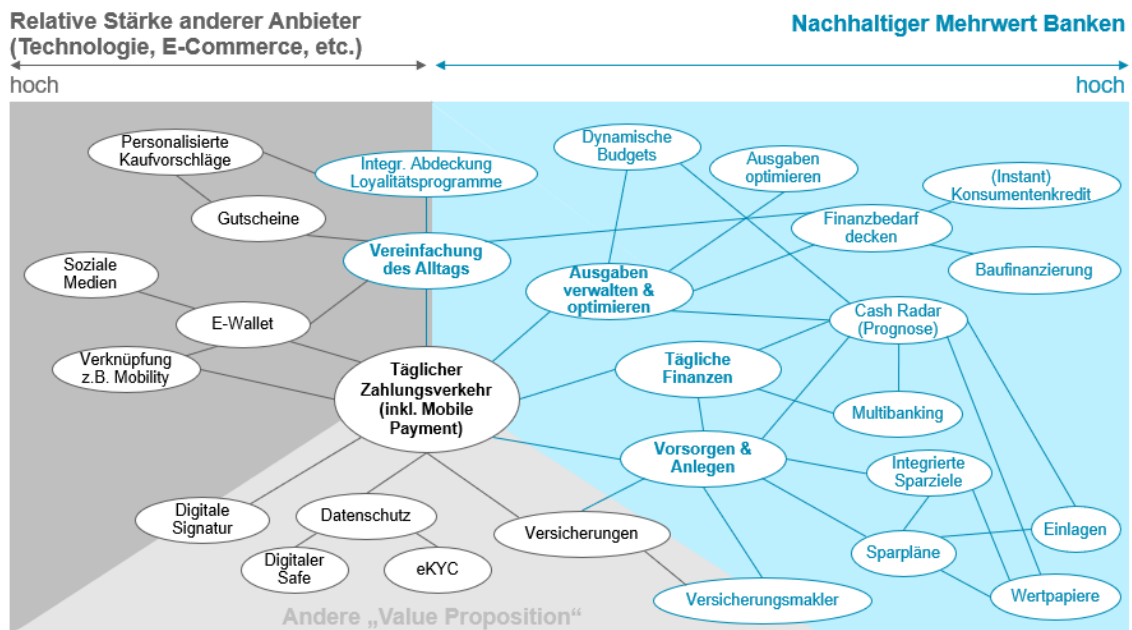 Relative Stärke anderer Anbieter
(Technologie, E-Commerce, etc.)
Nachhaltiger Mehrwert Banken
hoch
hoch
Personalisierte
Kaufvorschläge
Integr. Abdeckung
Loyalitätsprogramme
Dynamische
Budgets
Ausgaben
optimieren
(Instant)
Konsumentenkredit
Gutscheine
Finanzbedarf
decken
Vereinfachung
des Alltags
Soziale
Medien
Ausgaben
verwalten &
optimieren
Baufinanzierung
E-Wallet
Cash Radar
(Prognose)
Verknüpfung
z.B. Mobility
Täglicher
Zahlungsverkehr
(inkl. Mobile
Payment)
Tägliche
Finanzen
Multibanking
Vorsorgen &
Anlegen
Integrierte
Sparziele
Digitale
Signatur
Datenschutz
Versicherungen
Einlagen
Sparpläne
Digitaler
Safe
eKYC
Versicherungsmakler
Wertpapiere
Andere „Value Proposition“